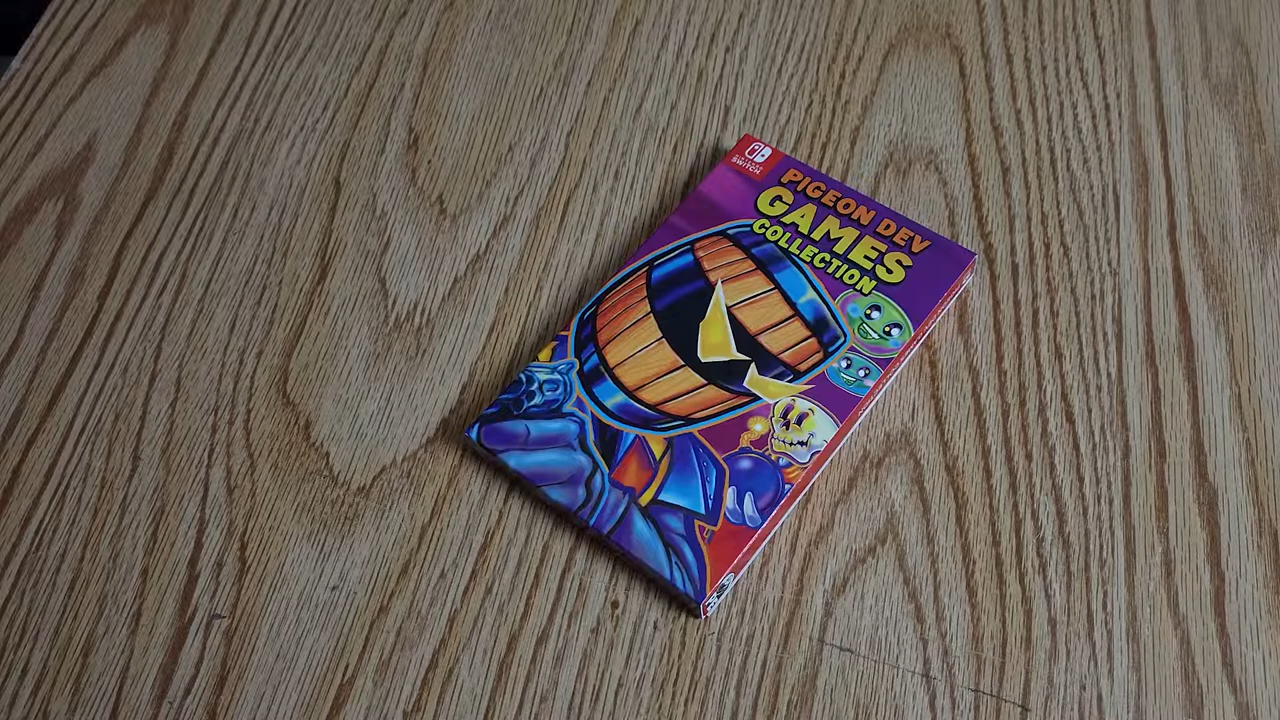 NINTENDO
SWITCH
PIGEON DEV
GAMES
COLLECTION